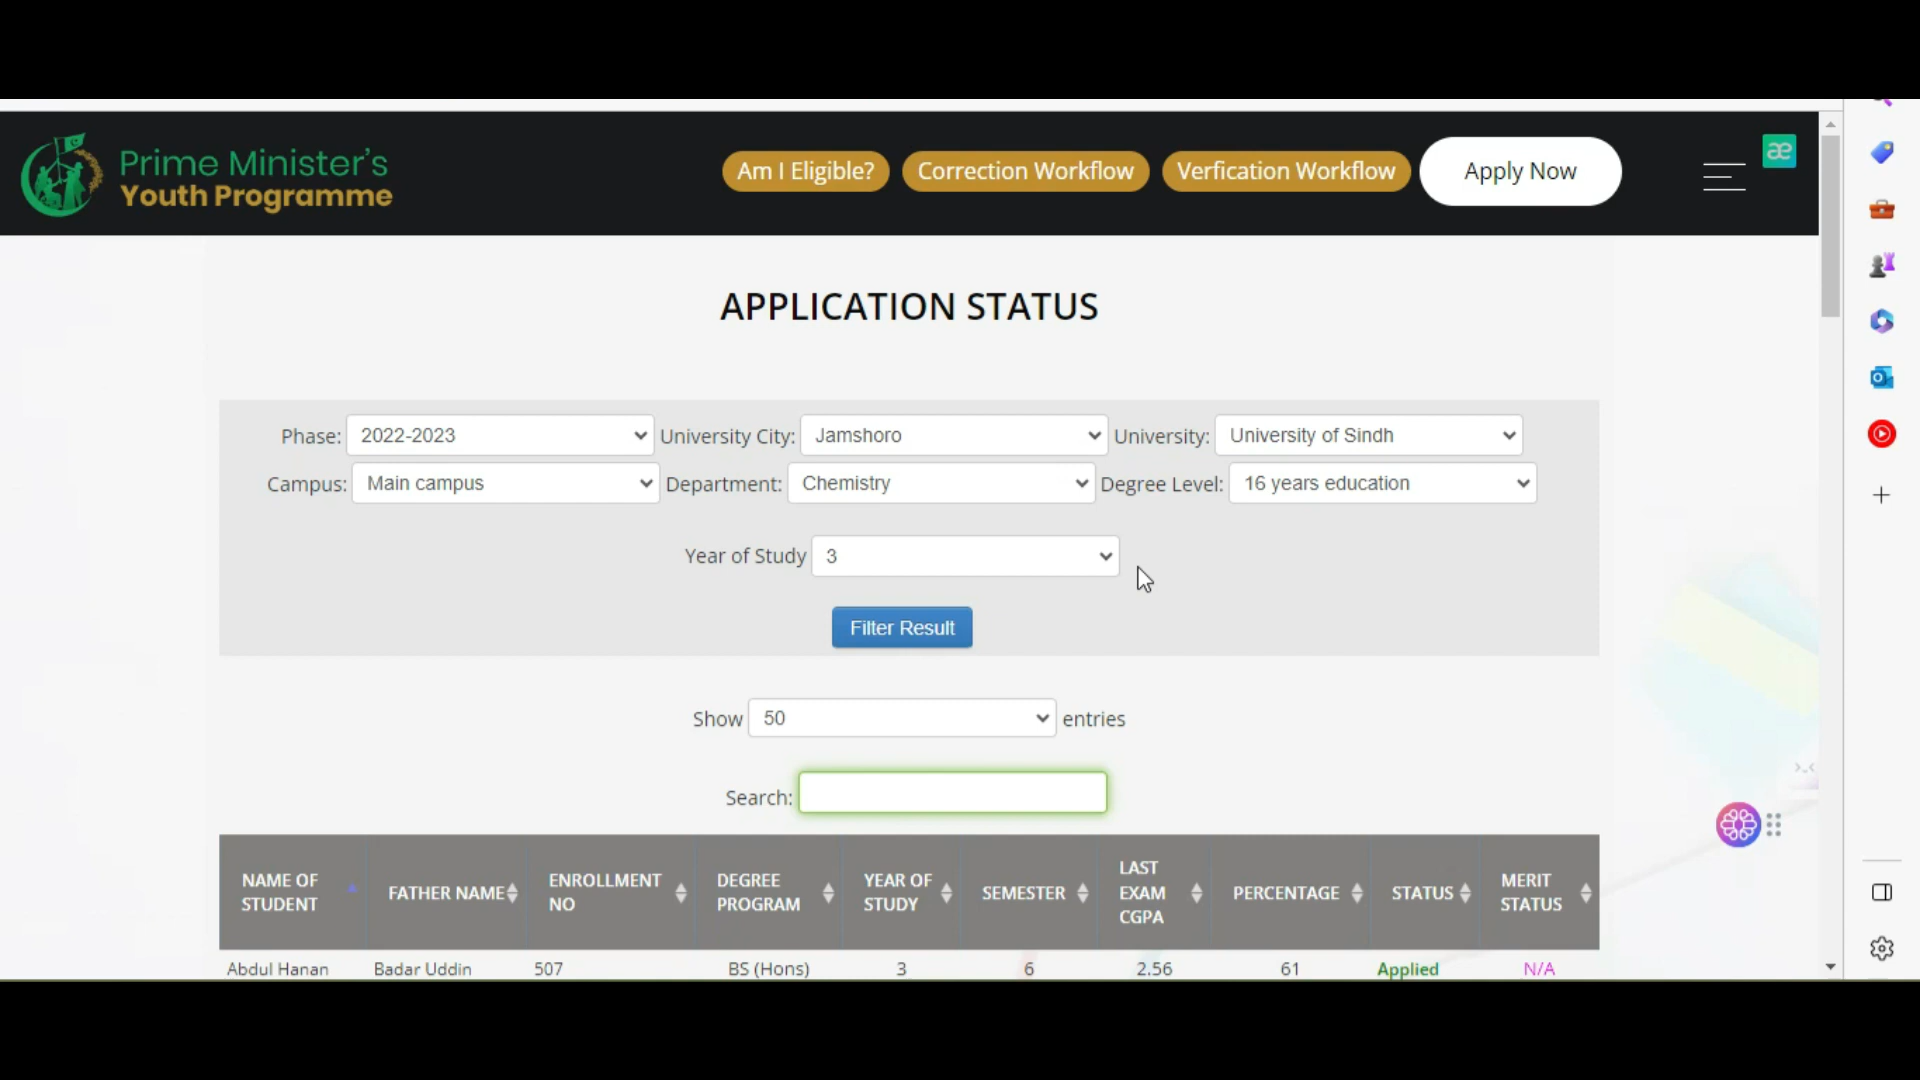 Prime Minister's
Youth Programme
Am I Eligible?
Correction Workflow
Verfication Workflow
Apply Now
æ
APPLICATION STATUS
Phase: 2022-2023 University City: Jamshoro University: University of Sindh
Campus: Main campus Department: Chemistry Degree Level: 16 years education
Year of Study 3
Filter Result
Show 50 entries
Search:
NAME OF STUDENT FATHER NAME ENROLLMENT NO DEGREE PROGRAM YEAR OF STUDY SEMESTER LAST EXAM CGPA PERCENTAGE STATUS MERIT STATUS
Abdul Hanan Badar Uddin 507 BS (Hons) 3 6 2.56 61 Applied N/A